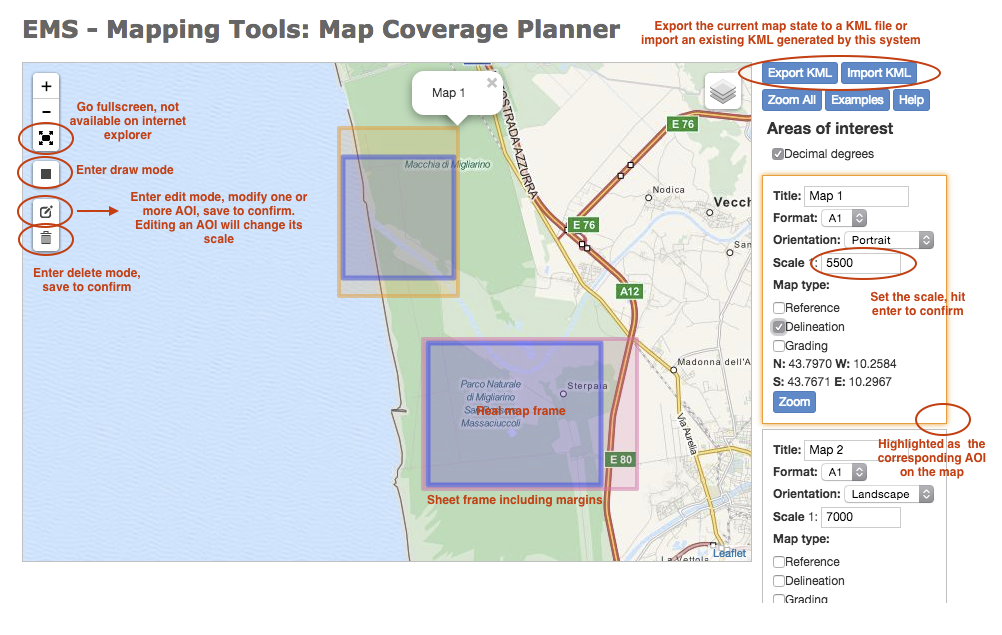 EMS - Mapping Tools: Map Coverage Planner
Export the current map state to a KML file or
import an existing KML generated by this system
+
−
Go fullscreen, not
available on internet
explorer
Enter draw mode
Enter edit mode, modify one or
more AOI, save to confirm.
Editing an AOI will change its
scale
Enter delete mode,
save to confirm
Map 1
×
OSTRADA AZZURRA
E 76
Macchia di Migliarino
Nodica
Vecch
E 76
San
A12
Madonna dell'A
Sterpaia
Parco Naturale
di Migliarino
Massaciuccoli
Real map frame
Via Aurelia
E 80
Sheet frame including margins
La Vettola
Leaflet
Export KML
Import KML
Zoom All
Examples
Help
Areas of interest
Decimal degrees
Title: Map 1
Format: A1
Orientation: Portrait
Scale 1: 5500
Map type:
Set the scale, hit
enter to confirm
Reference
Delineation
Grading
N: 43.7970 W: 10.2584
S: 43.7671 E: 10.2967
Zoom
Highlighted as the
corresponding AOI
on the map
Title: Map 2
Format: A1
Orientation: Landscape
Scale 1: 7000
Map type:
Reference
Delineation
Grading